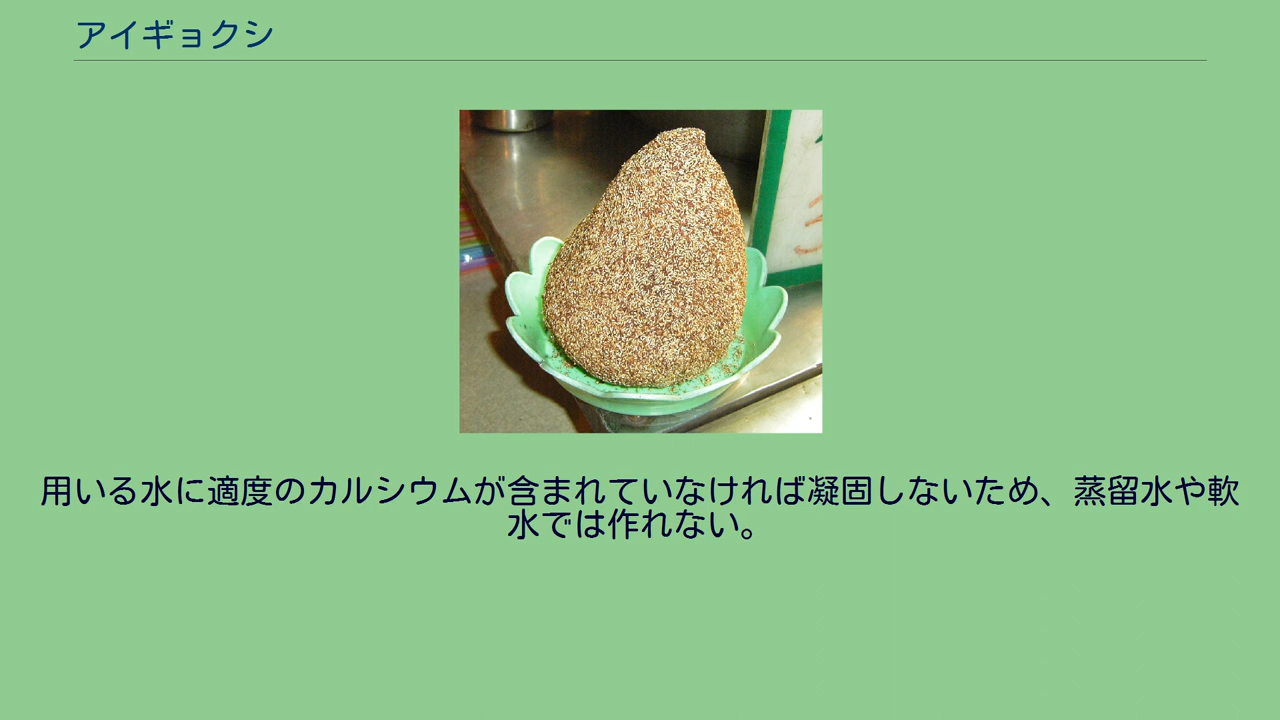 アイギョクシ
用いる水に適度のカルシウムが含まれていなければ凝固しないため、蒸留水や軟
水では作れない。